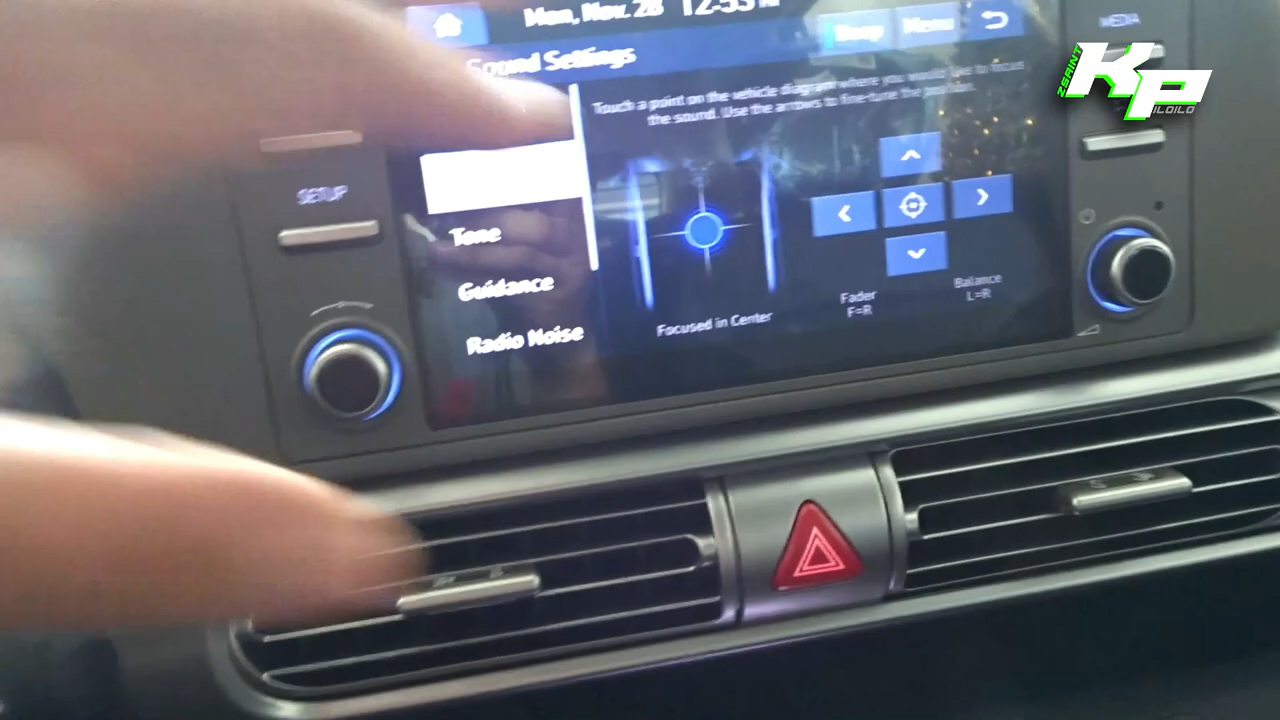 Mon, Nov. 28 12:53
MEDIA
Menu
Sound Settings
Touch a point on the vehicle diagram where you would like to focus
the sound. Use the arrows to fine-tune the position.
SETUP
Tone
Guidance
Radio Noise
Focused in Center
Fader
F=R
Balance
L=R
KP
ILOILO